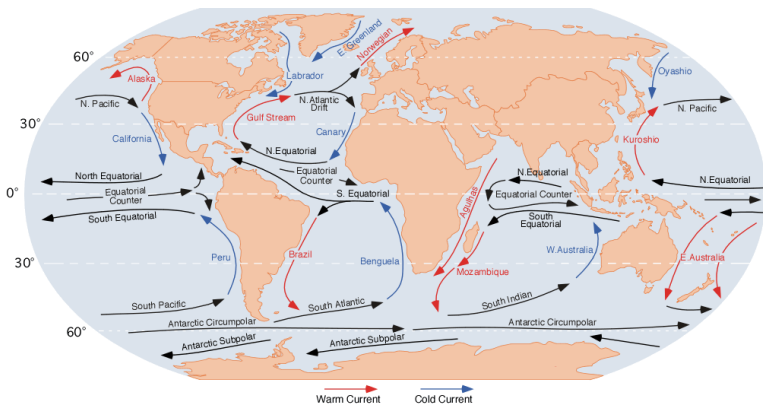 60°
30°
0°
30°
60°
Alaska
N. Pacific
California
North Equatorial
Equatorial
Counter
South Equatorial
Peru
South Pacific
Antarctic Circumpolar
Antarctic Subpolar
Labrador
E. Greenland
Norwegian
N. Atlantic
Drift
Gulf Stream
Canary
N.Equatorial
Equatorial
Counter
S. Equatorial
Brazil
Benguela
South Atlantic
Antarctic Subpolar
Agulhas
Mozambique
N.Equatorial
Equatorial Counter
South
Equatorial
W.Australia
South Indian
Antarctic Circumpolar
Oyashio
N. Pacific
Kuroshio
N.Equatorial
E.Australia
Warm Current
Cold Current